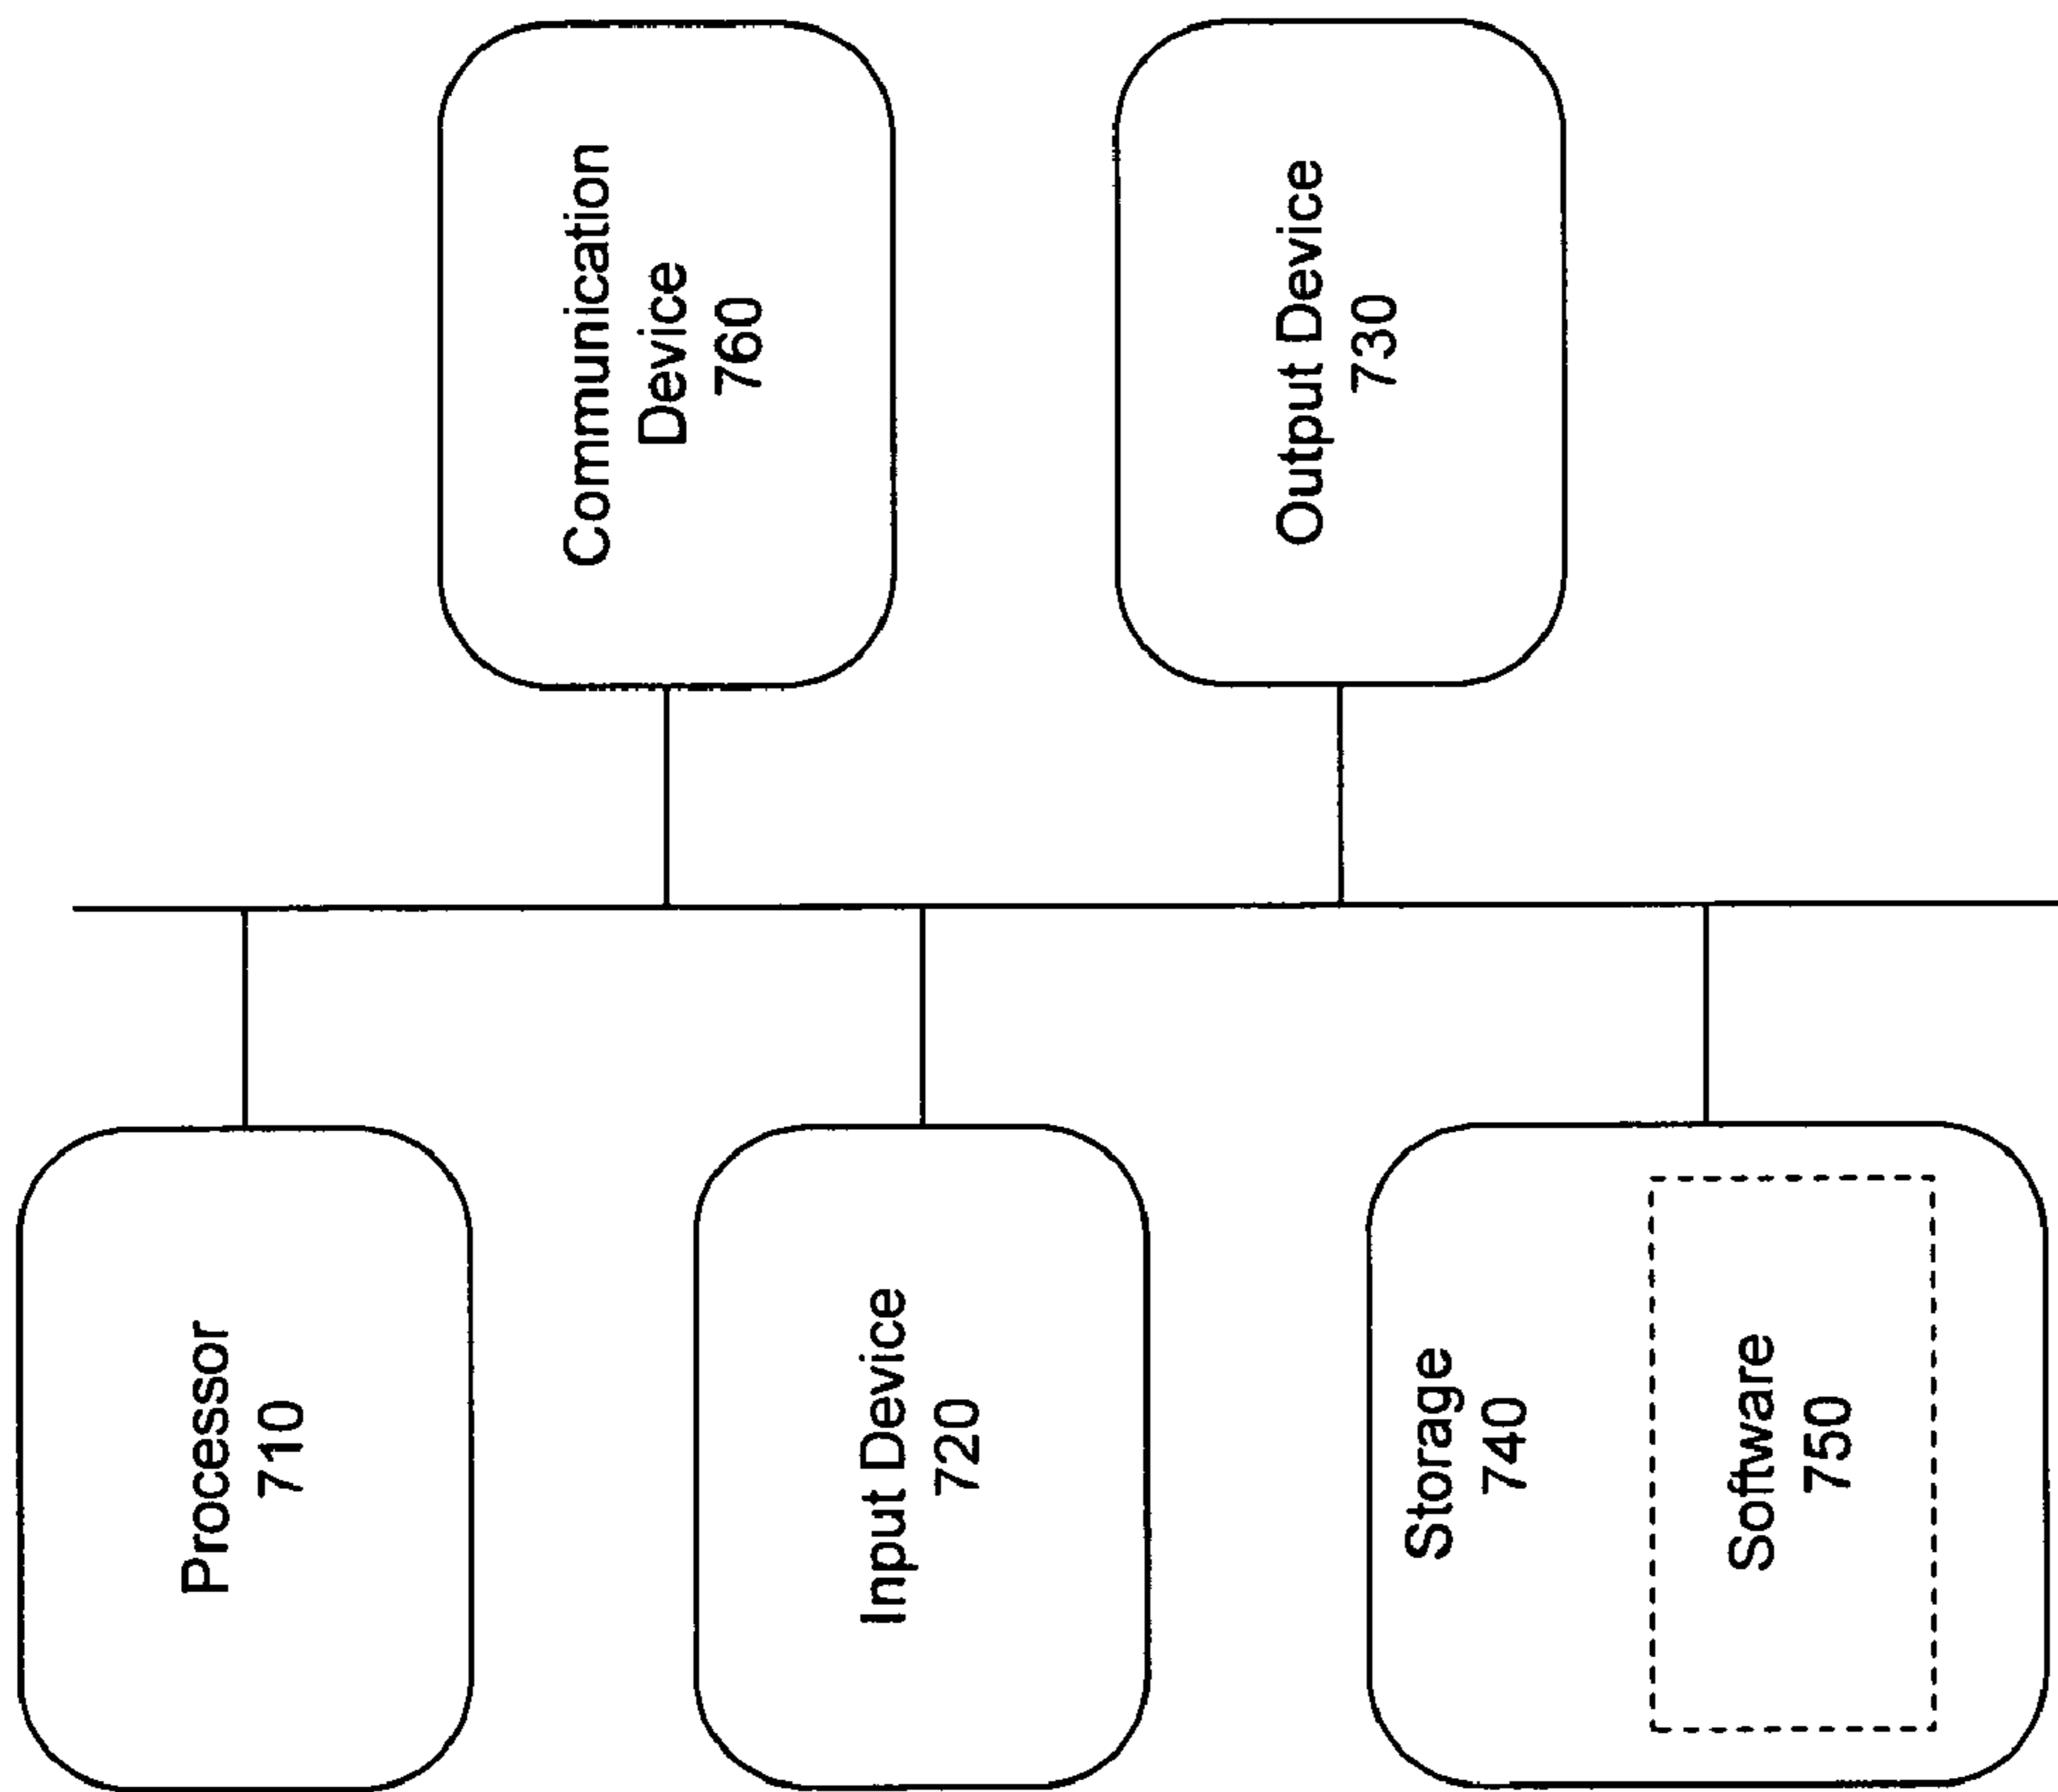 Processor
710
Input Device
720
Storage
740
Software
750
Communication
Device
760
Output Device
730